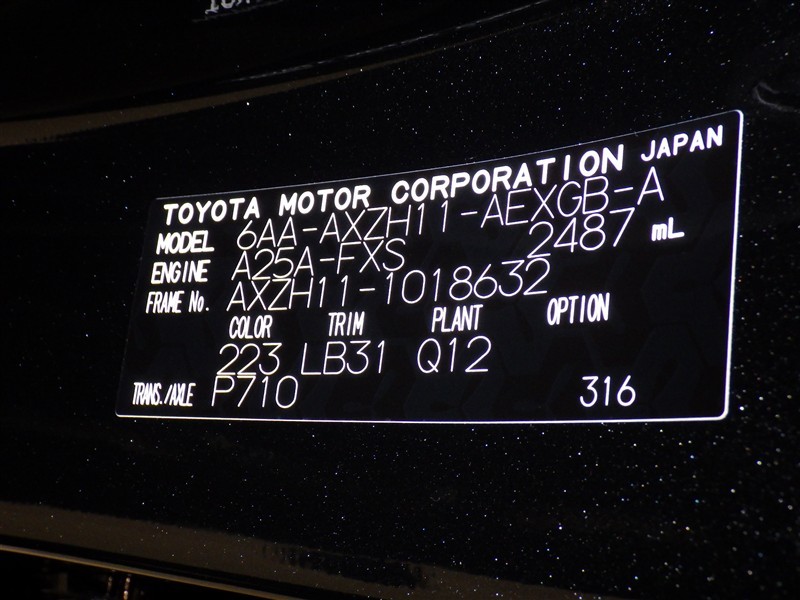 TOYOTA MOTOR CORPORATION JAPAN
MODEL 6AA-AXZH11-AEXGB-A
ENGINE A25A-FXS 2487 mL
FRAME No. AXZH11-1018632
COLOR TRIM PLANT OPTION
223 LB31 Q12
TRANS./AXLE P710 316